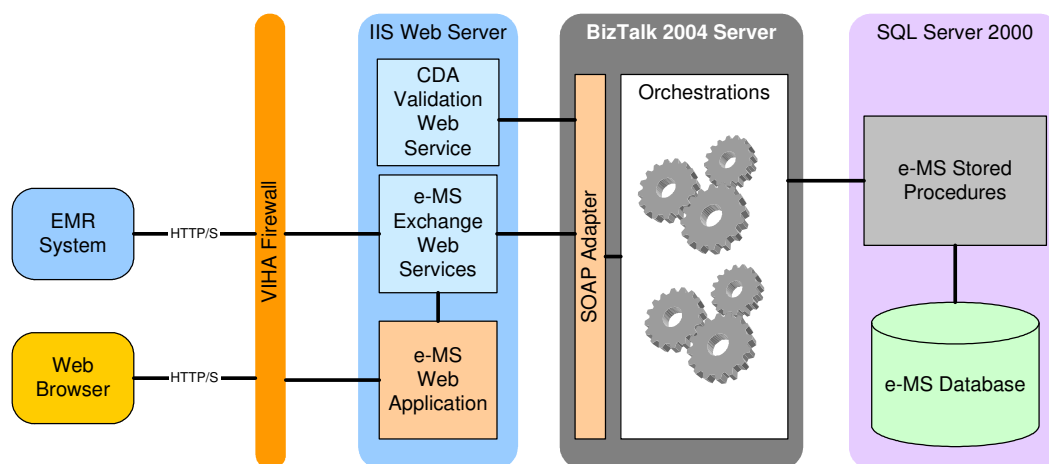 IIS Web Server
BizTalk 2004 Server
SQL Server 2000
CDA
Validation
Web
Service
Orchestrations
e-MS
Exchange
Web
Services
e-MS Stored
Procedures
EMR
System
HTTP/S
VIHA Firewall
SOAP Adapter
Web
Browser
HTTP/S
e-MS
Web
Application
e-MS Database